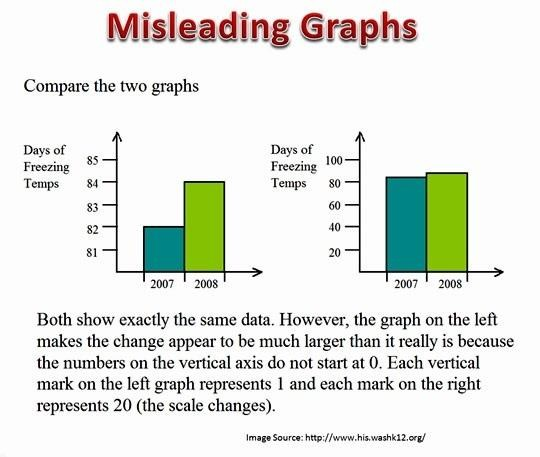 Misleading Graphs
Compare the two graphs
Days of
Freezing
Temps
85
84
83
82
81
2007 2008
Days of
Freezing
Temps
100
80
60
40
20
2007 2008
Both show exactly the same data. However, the graph on the left
makes the change appear to be much larger than it really is because
the numbers on the vertical axis do not start at 0. Each vertical
mark on the left graph represents 1 and each mark on the right
represents 20 (the scale changes).
Image Source: http://www.his.washk12.org/